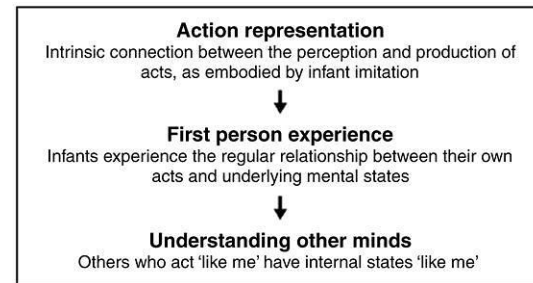 Action representation
Intrinsic connection between the perception and production of
acts, as embodied by infant imitation
First person experience
Infants experience the regular relationship between their own
acts and underlying mental states
Understanding other minds
Others who act ‘like me’ have internal states ‘like me’